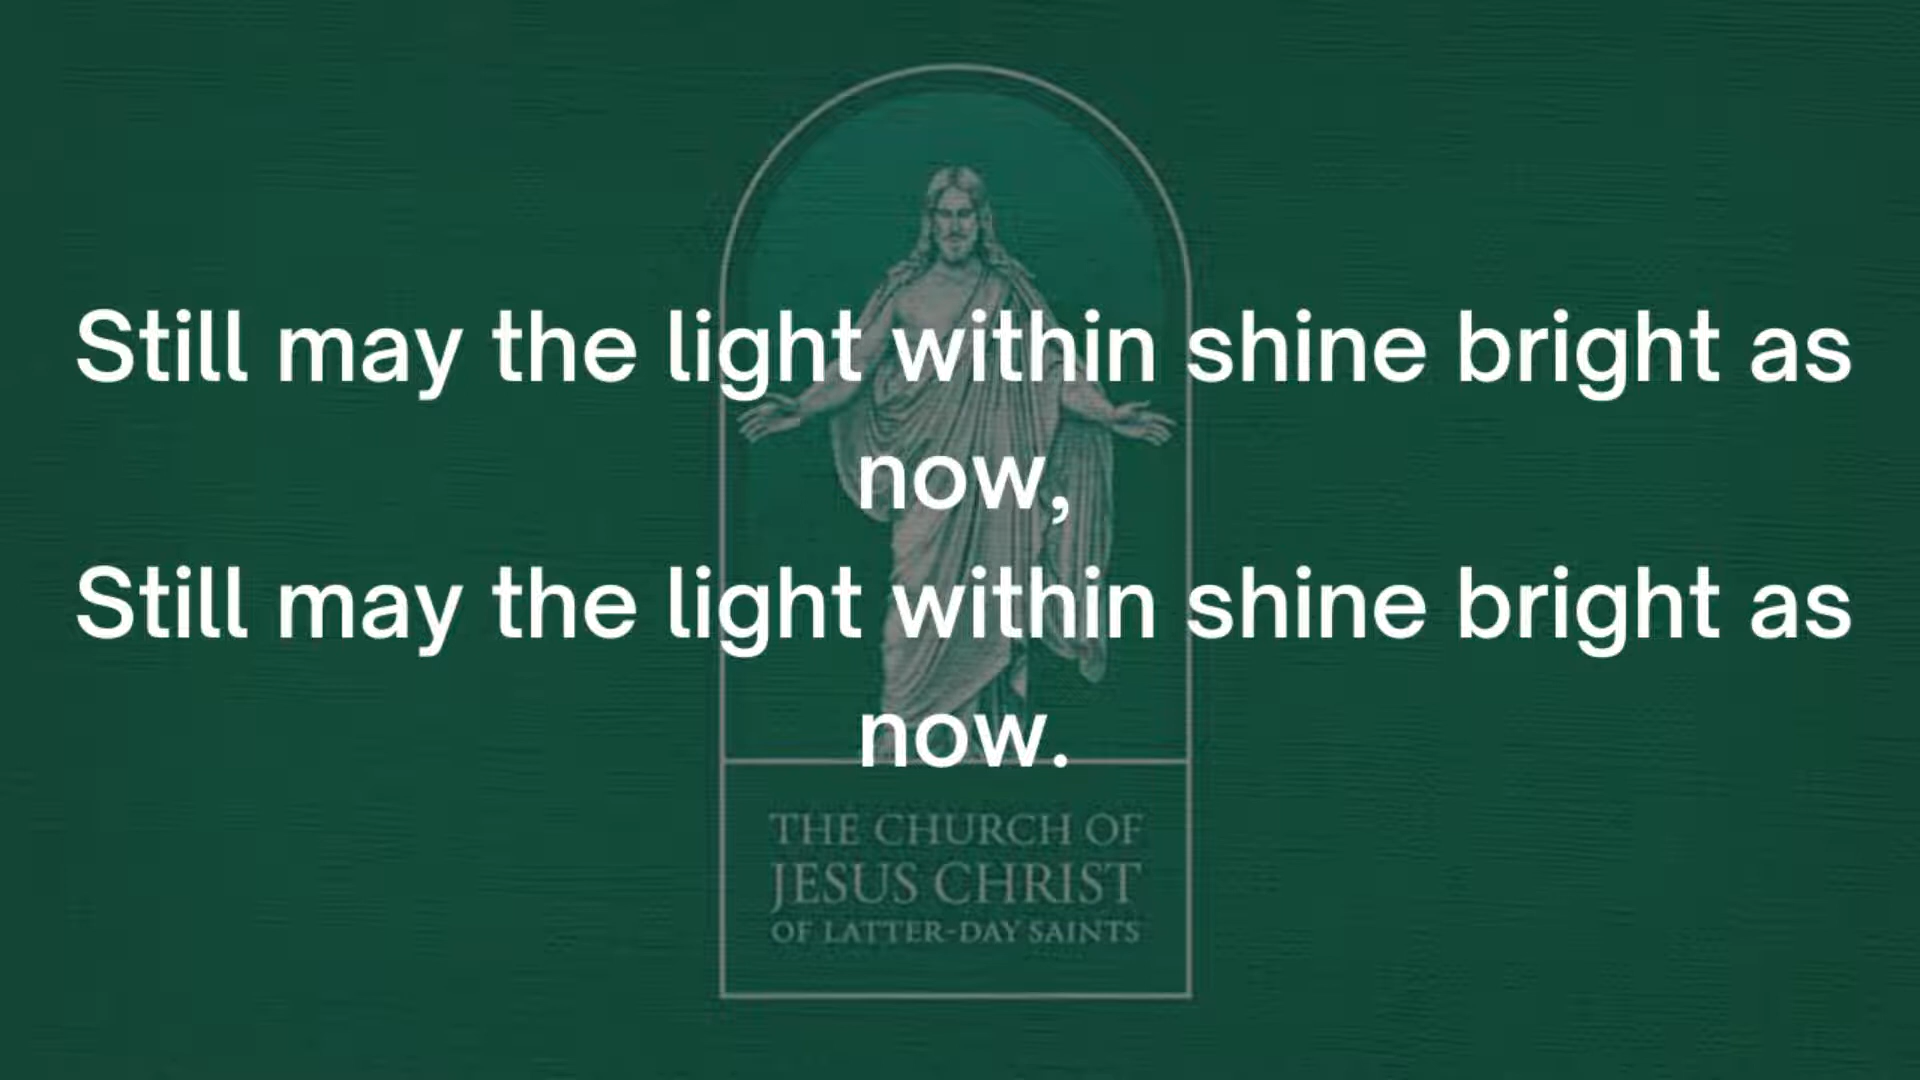 Still may the light within shine bright as
now,
Still may the light within shine bright as
now.
THE CHURCH OF
JESUS CHRIST
OF LATTER-DAY SAINTS